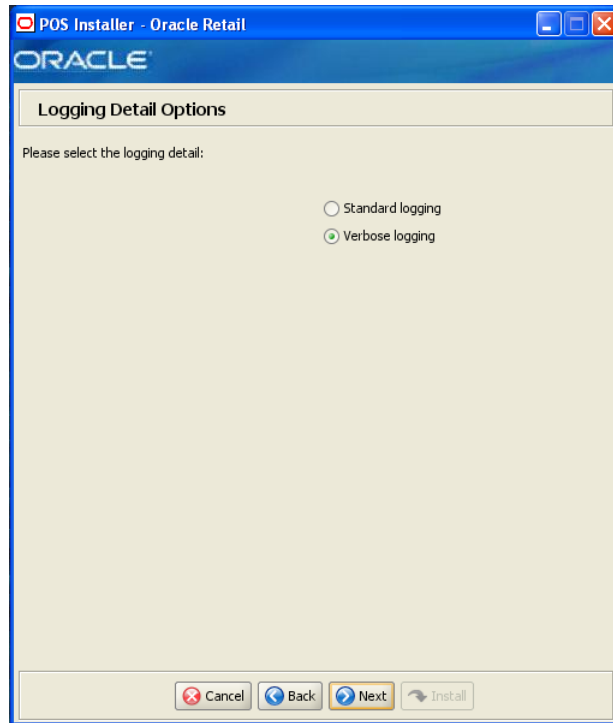 POS Installer - Oracle Retail
ORACLE
Logging Detail Options
Please select the logging detail:
Standard logging
Verbose logging
Cancel Back Next Install